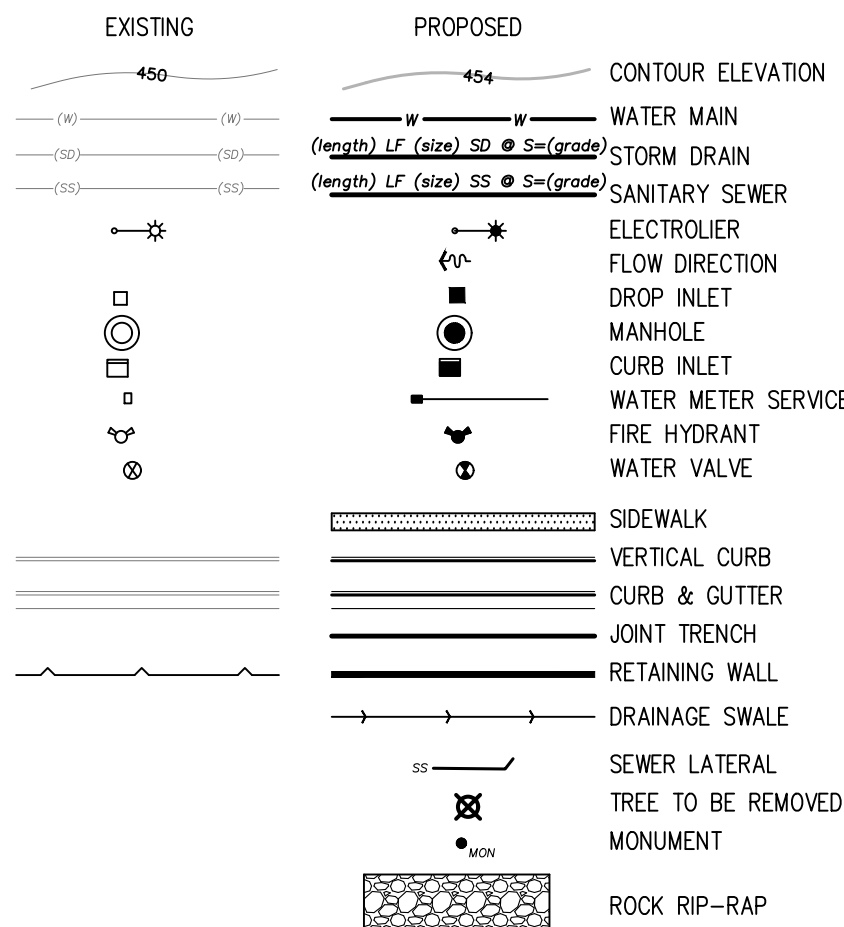 EXISTING PROPOSED
450 454 CONTOUR ELEVATION
(W) (W) W W WATER MAIN
(SD) (SD) (length) LF (size) SD @ S=(grade) STORM DRAIN
(SS) (SS) (length) LF (size) SS @ S=(grade) SANITARY SEWER
ELECTROLIER
FLOW DIRECTION
DROP INLET
MANHOLE
CURB INLET
WATER METER SERVICE
FIRE HYDRANT
WATER VALVE
SIDEWALK
VERTICAL CURB
CURB & GUTTER
JOINT TRENCH
RETAINING WALL
DRAINAGE SWALE
SS SEWER LATERAL
TREE TO BE REMOVED
MON MONUMENT
ROCK RIP-RAP